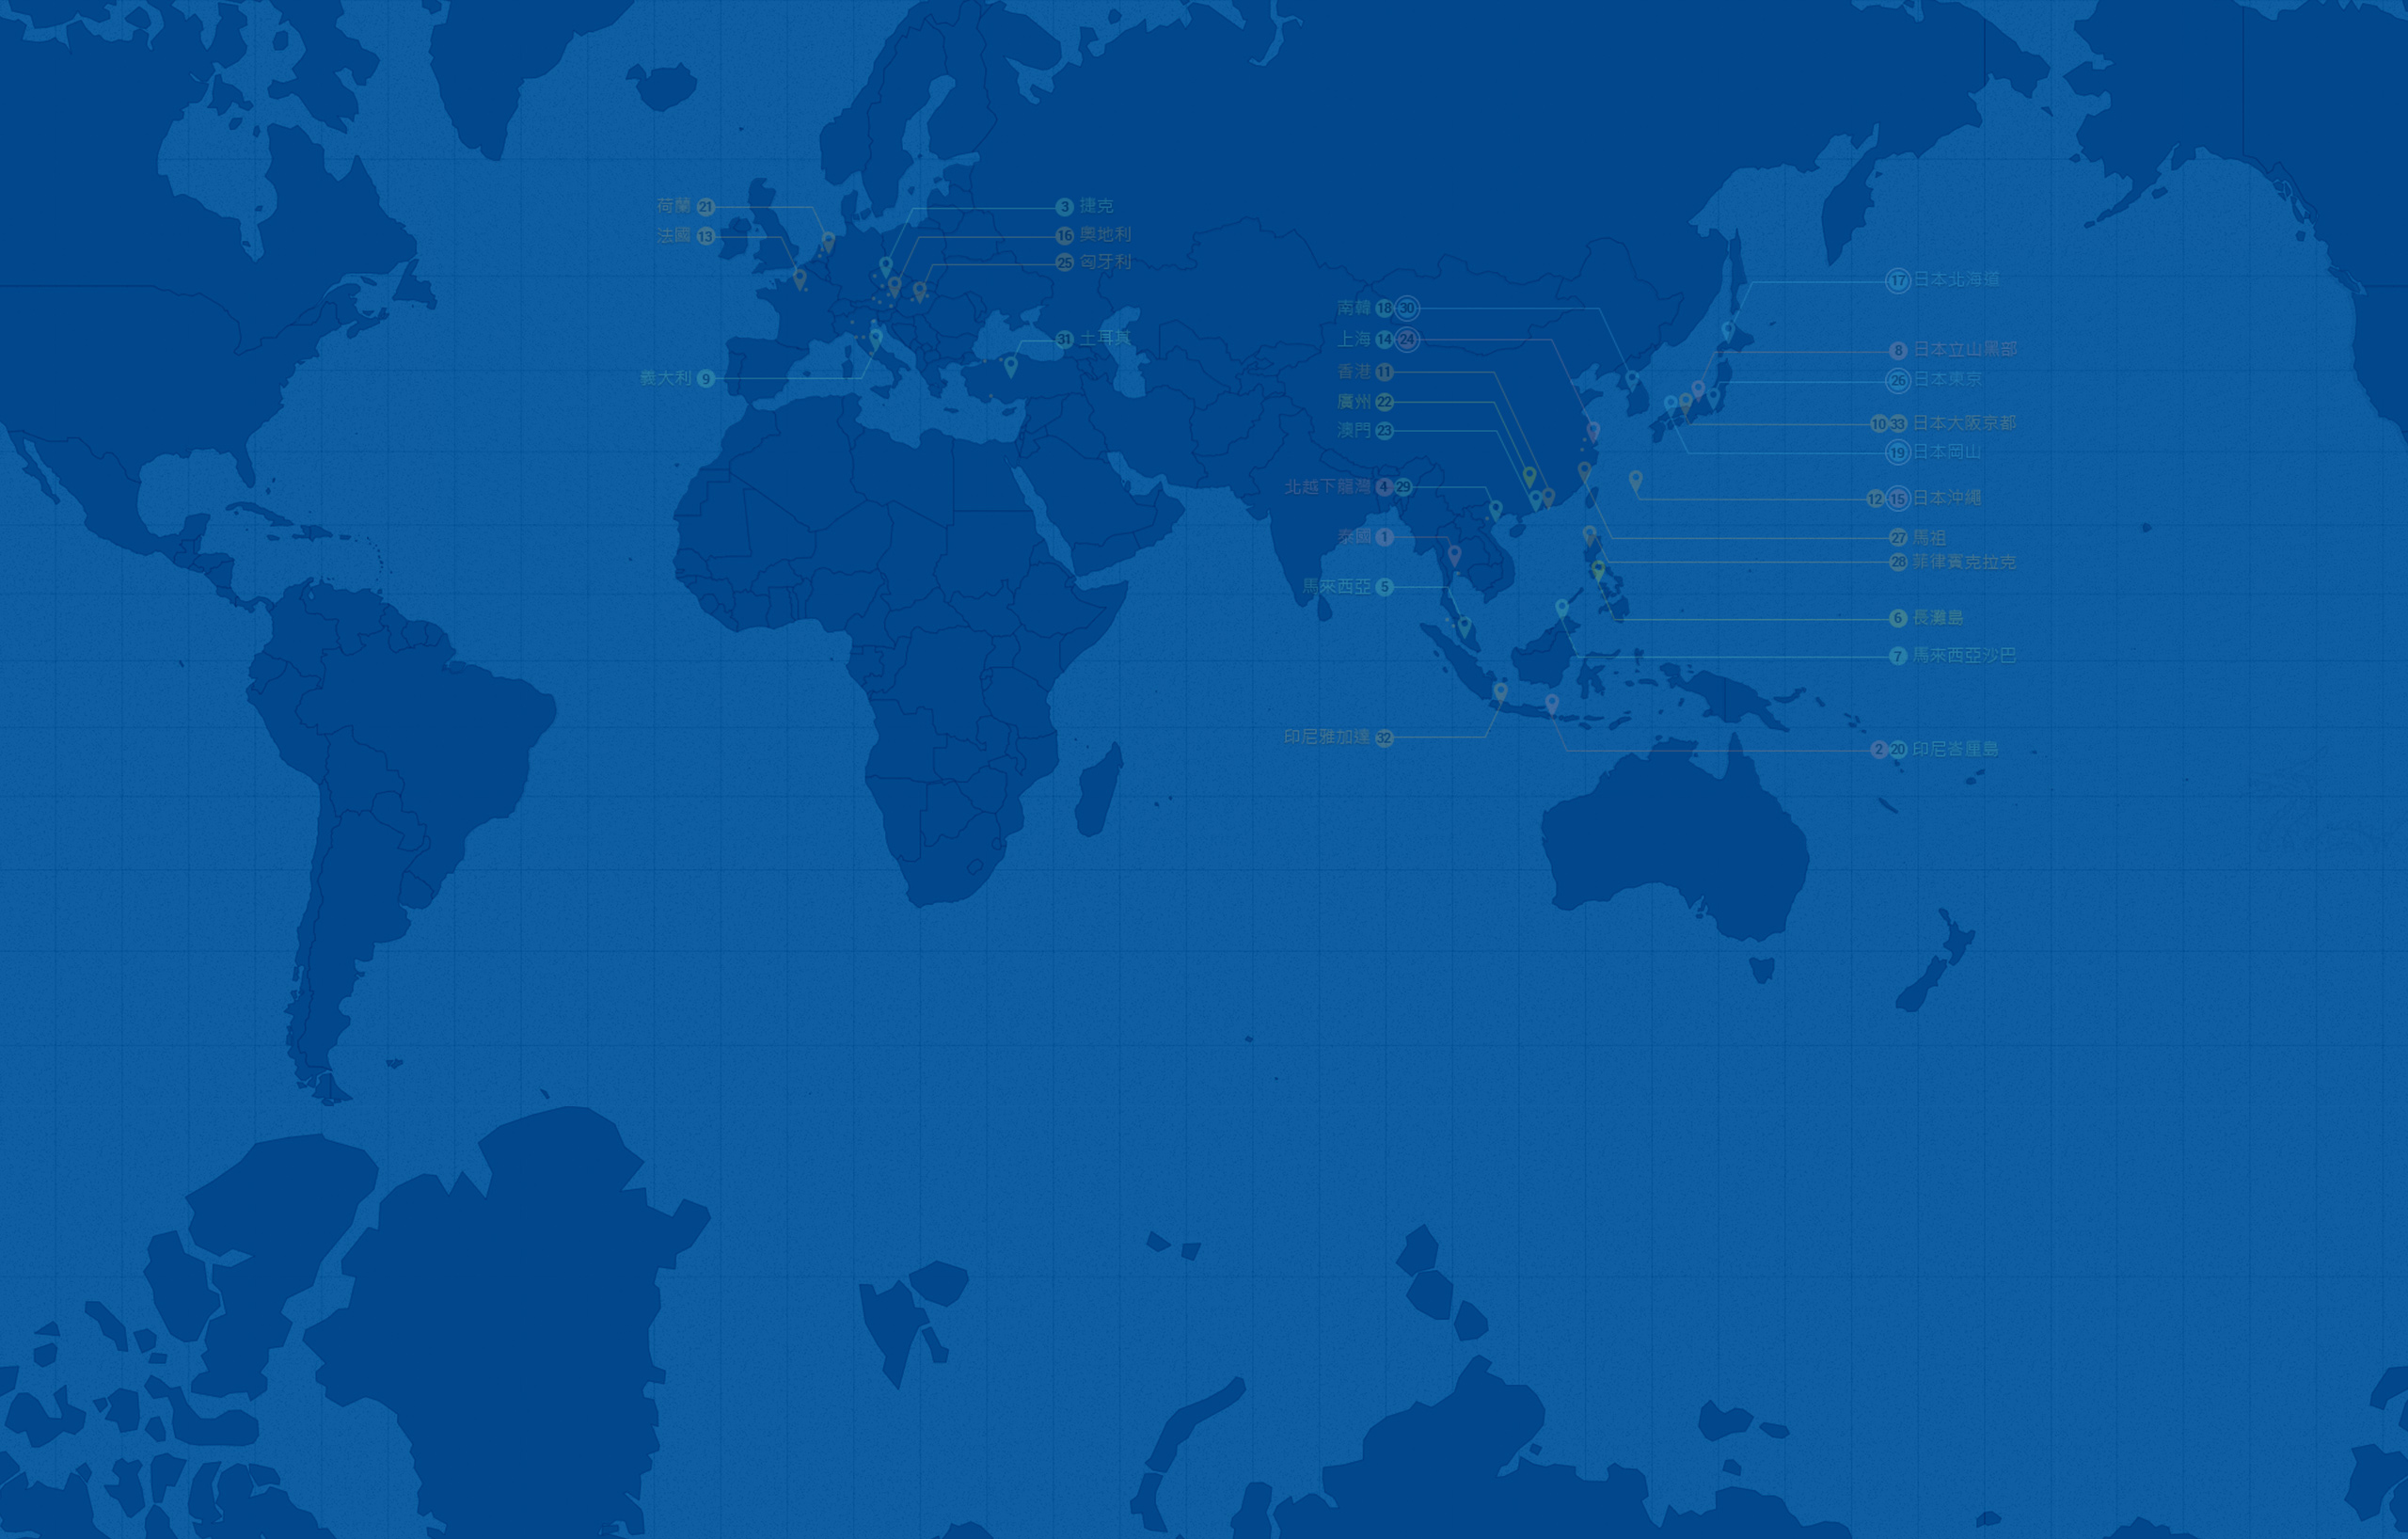 荷蘭 21
法國 13
3 捷克
16 奧地利
25 匈牙利
31 土耳其
義大利 9
南韓 18 30
上海 14 24
香港 11
廣州 22
澳門 23
北越下龍灣 4 29
泰國 1
馬來西亞 5
印尼雅加達 32
17 日本北海道
8 日本立山黑部
26 日本東京
10 33 日本大阪京都
19 日本岡山
12 15 日本沖繩
27 馬祖
28 菲律賓克拉克
6 長灘島
7 馬來西亞沙巴
2 20 印尼峇厘島